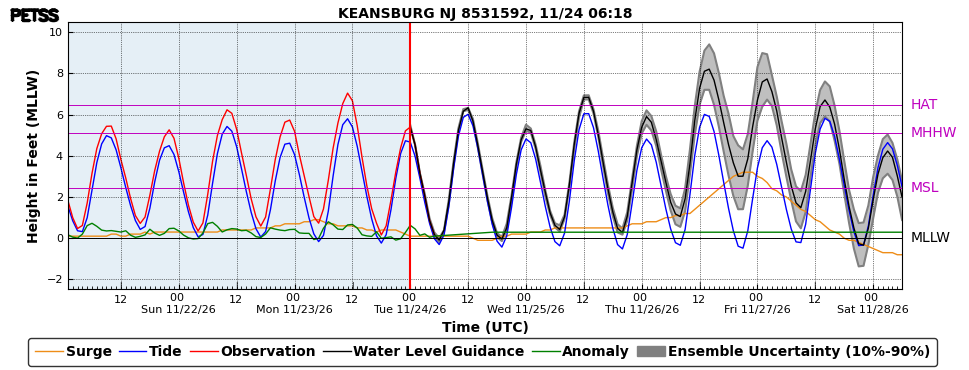 PETSS
KEANSBURG NJ 8531592, 11/24 06:18
Height in Feet (MLLW)
10
8
6
4
2
0
−2
HAT
MHHW
MSL
MLLW
12 00 12 00 12 00 12 00 12 00 12 00 12 00
Sun 11/22/26 Mon 11/23/26 Tue 11/24/26 Wed 11/25/26 Thu 11/26/26 Fri 11/27/26 Sat 11/28/26
Time (UTC)
Surge Tide Observation Water Level Guidance Anomaly Ensemble Uncertainty (10%-90%)